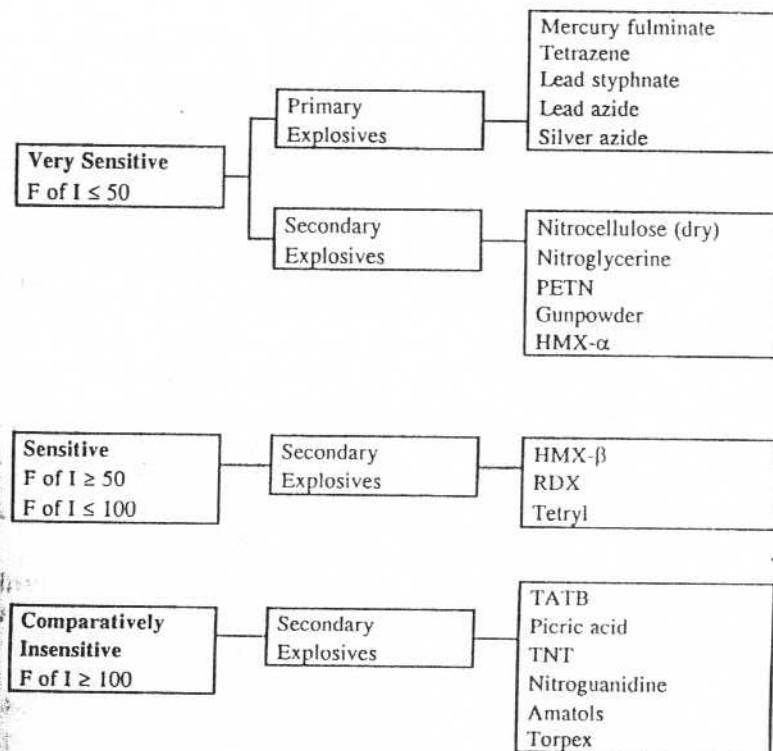 Very Sensitive
F of I ≤ 50
Primary
Explosives
Mercury fulminate
Tetrazene
Lead styphnate
Lead azide
Silver azide
Secondary
Explosives
Nitrocellulose (dry)
Nitroglycerine
PETN
Gunpowder
HMX-α
Sensitive
F of I ≥ 50
F of I ≤ 100
Secondary
Explosives
HMX-β
RDX
Tetryl
Comparatively
Insensitive
F of I ≥ 100
Secondary
Explosives
TATB
Picric acid
TNT
Nitroguanidine
Amatols
Torpex